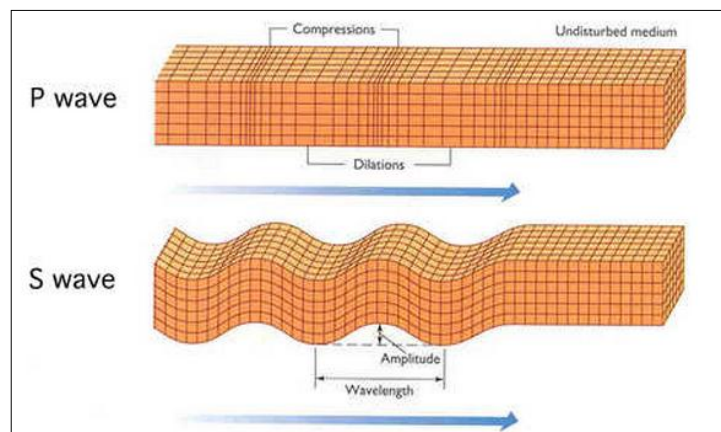 Compressions
Undisturbed medium
P wave
Dilations
S wave
Amplitude
Wavelength